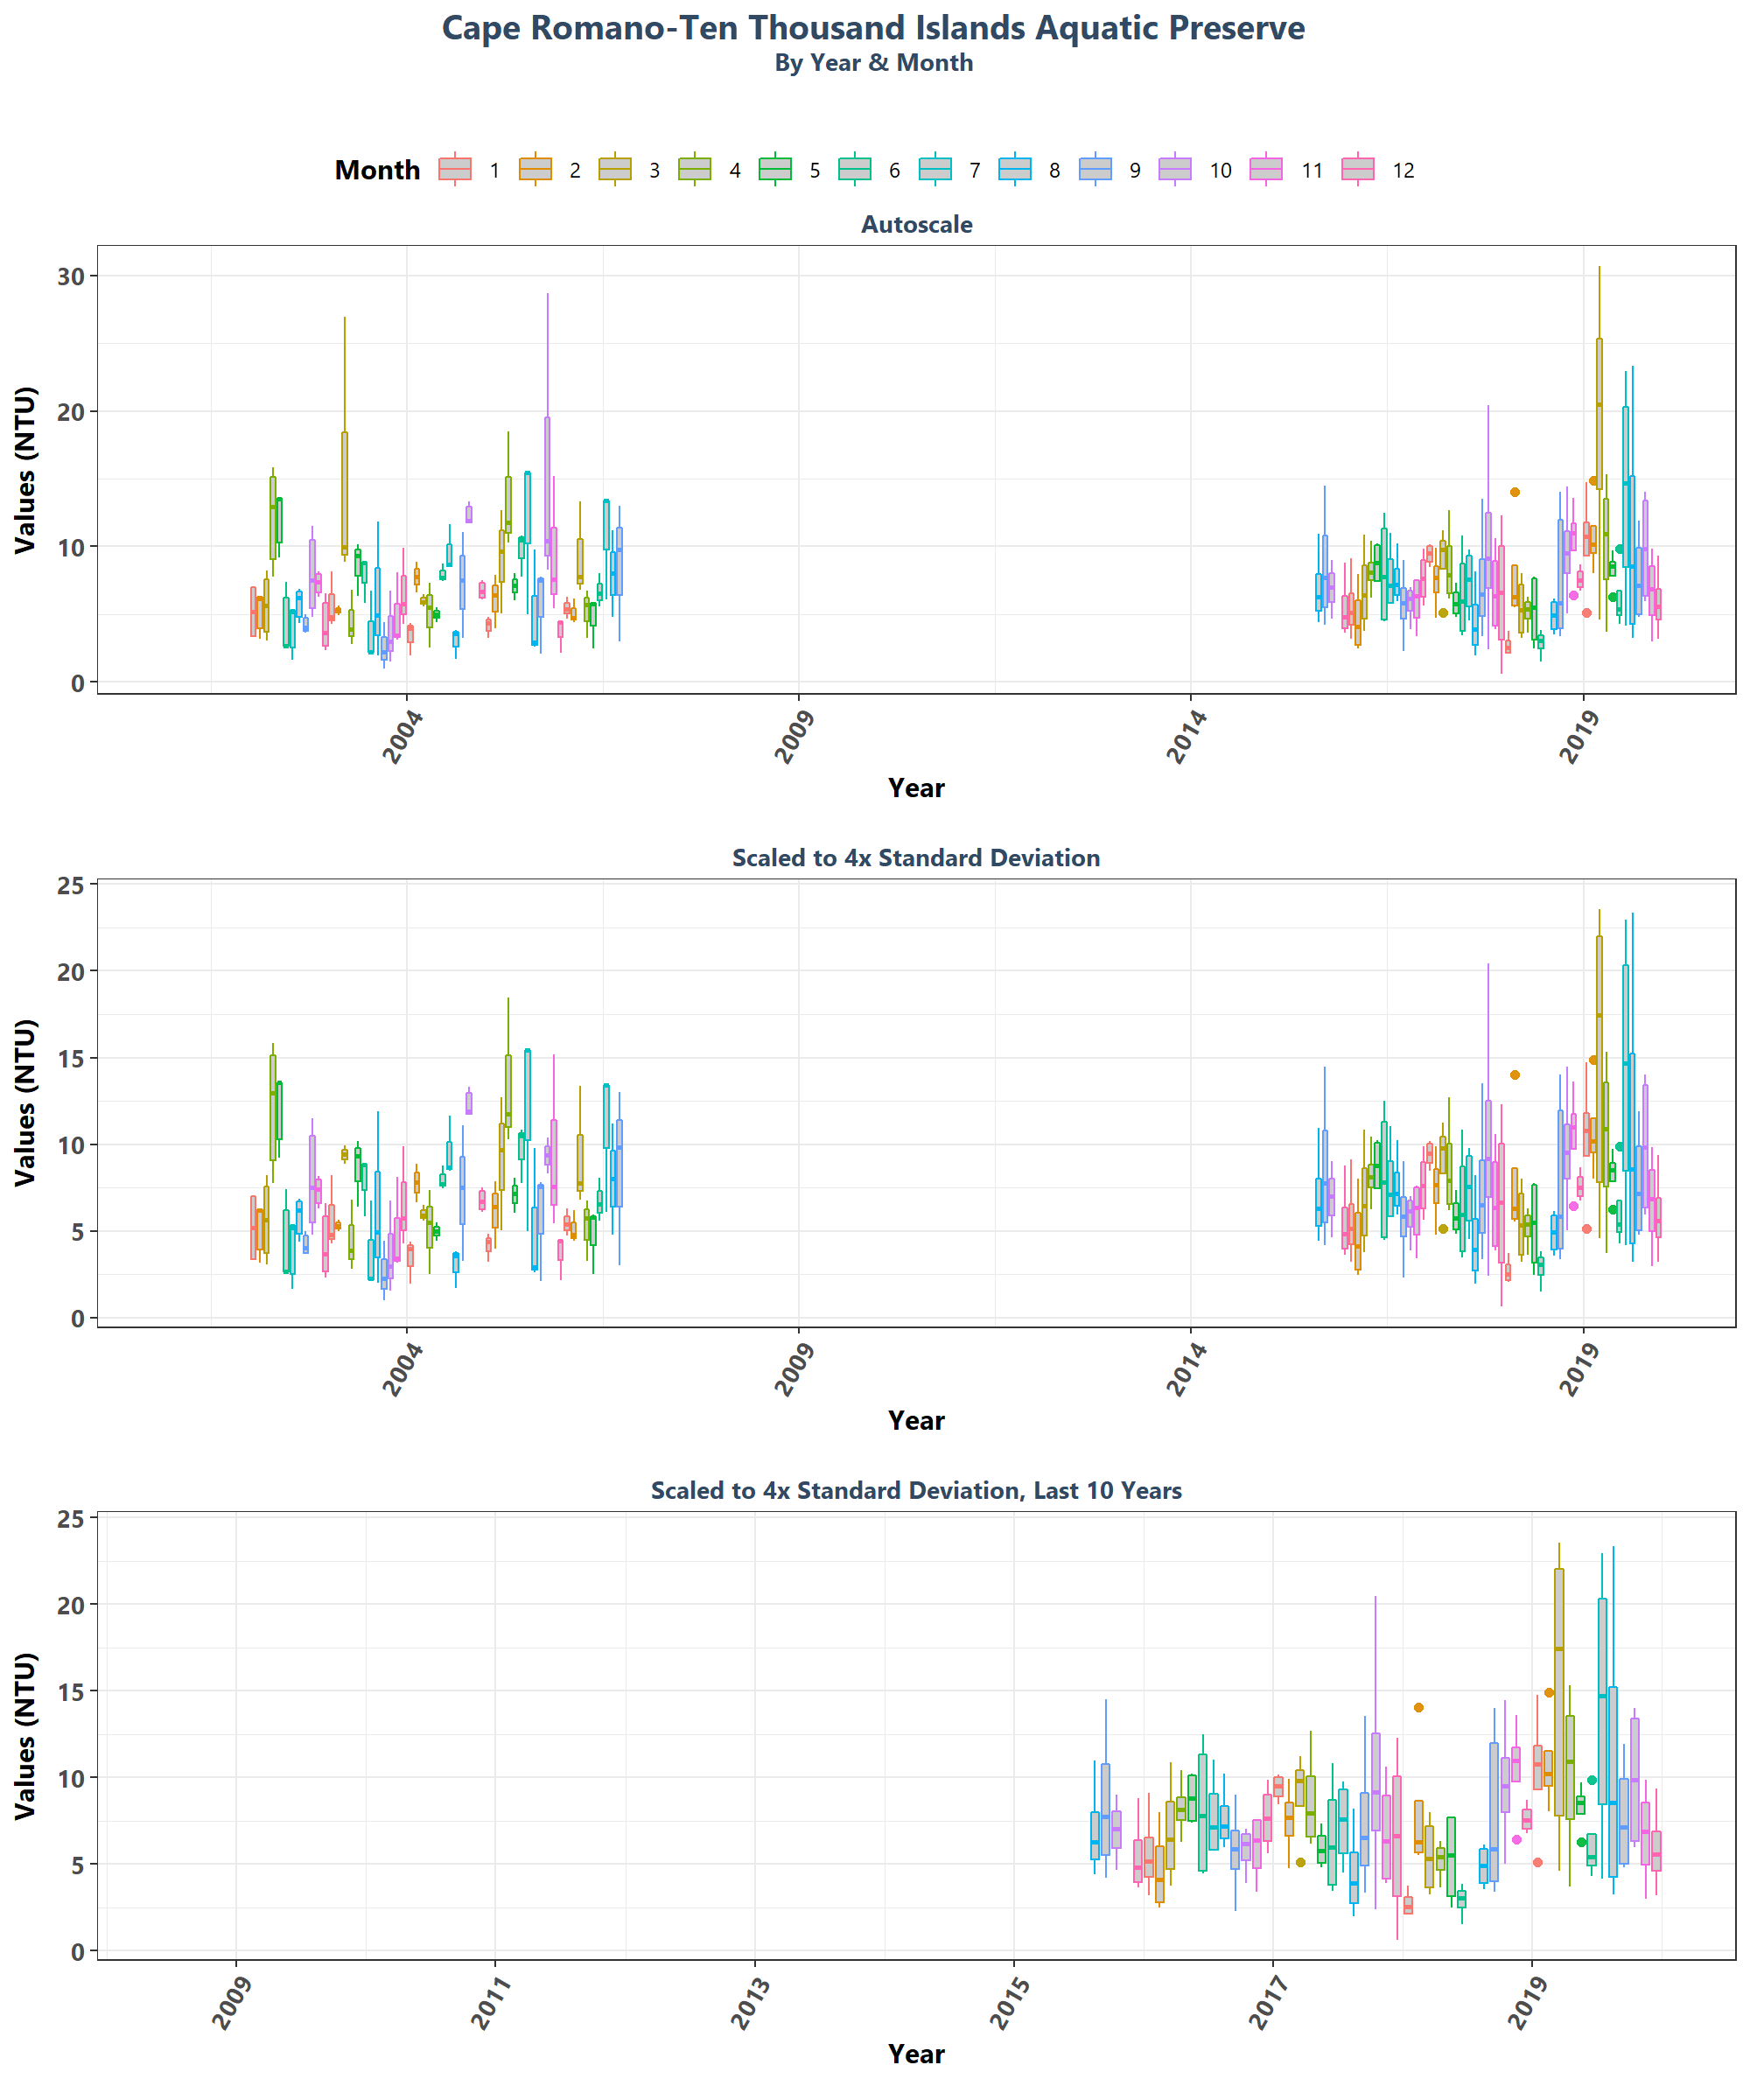 Cape Romano-Ten Thousand Islands Aquatic Preserve
By Year & Month
Month 1 2 3 4 5 6 7 8 9 10 11 12
Autoscale
Values (NTU)
30
20
10
0
2004 2009 2014 2019
Year
Scaled to 4x Standard Deviation
Values (NTU)
25
20
15
10
5
0
2004 2009 2014 2019
Year
Scaled to 4x Standard Deviation, Last 10 Years
Values (NTU)
25
20
15
10
5
0
2009 2011 2013 2015 2017 2019
Year